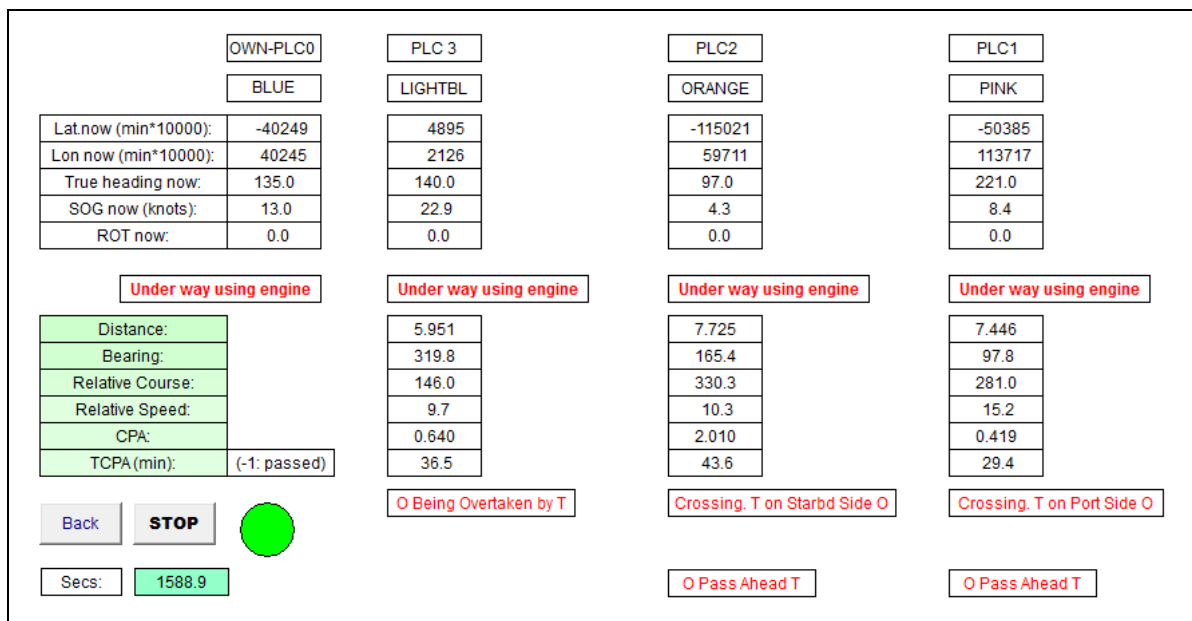 OWN-PLC0 PLC 3 PLC2 PLC1
BLUE LIGHTBL ORANGE PINK
Lat.now (min*10000): -40249 4895 -115021 -50385
Lon now (min*10000): 40245 2126 59711 113717
True heading now: 135.0 140.0 97.0 221.0
SOG now (knots): 13.0 22.9 4.3 8.4
ROT now: 0.0 0.0 0.0 0.0
Under way using engine Under way using engine Under way using engine Under way using engine
Distance: 5.951 7.725 7.446
Bearing: 319.8 165.4 97.8
Relative Course: 146.0 330.3 281.0
Relative Speed: 9.7 10.3 15.2
CPA: 0.640 2.010 0.419
TCPA (min): (-1: passed) 36.5 43.6 29.4
O Being Overtaken by T Crossing. T on Starbd Side O Crossing. T on Port Side O
Back STOP
Secs: 1588.9 O Pass Ahead T O Pass Ahead T